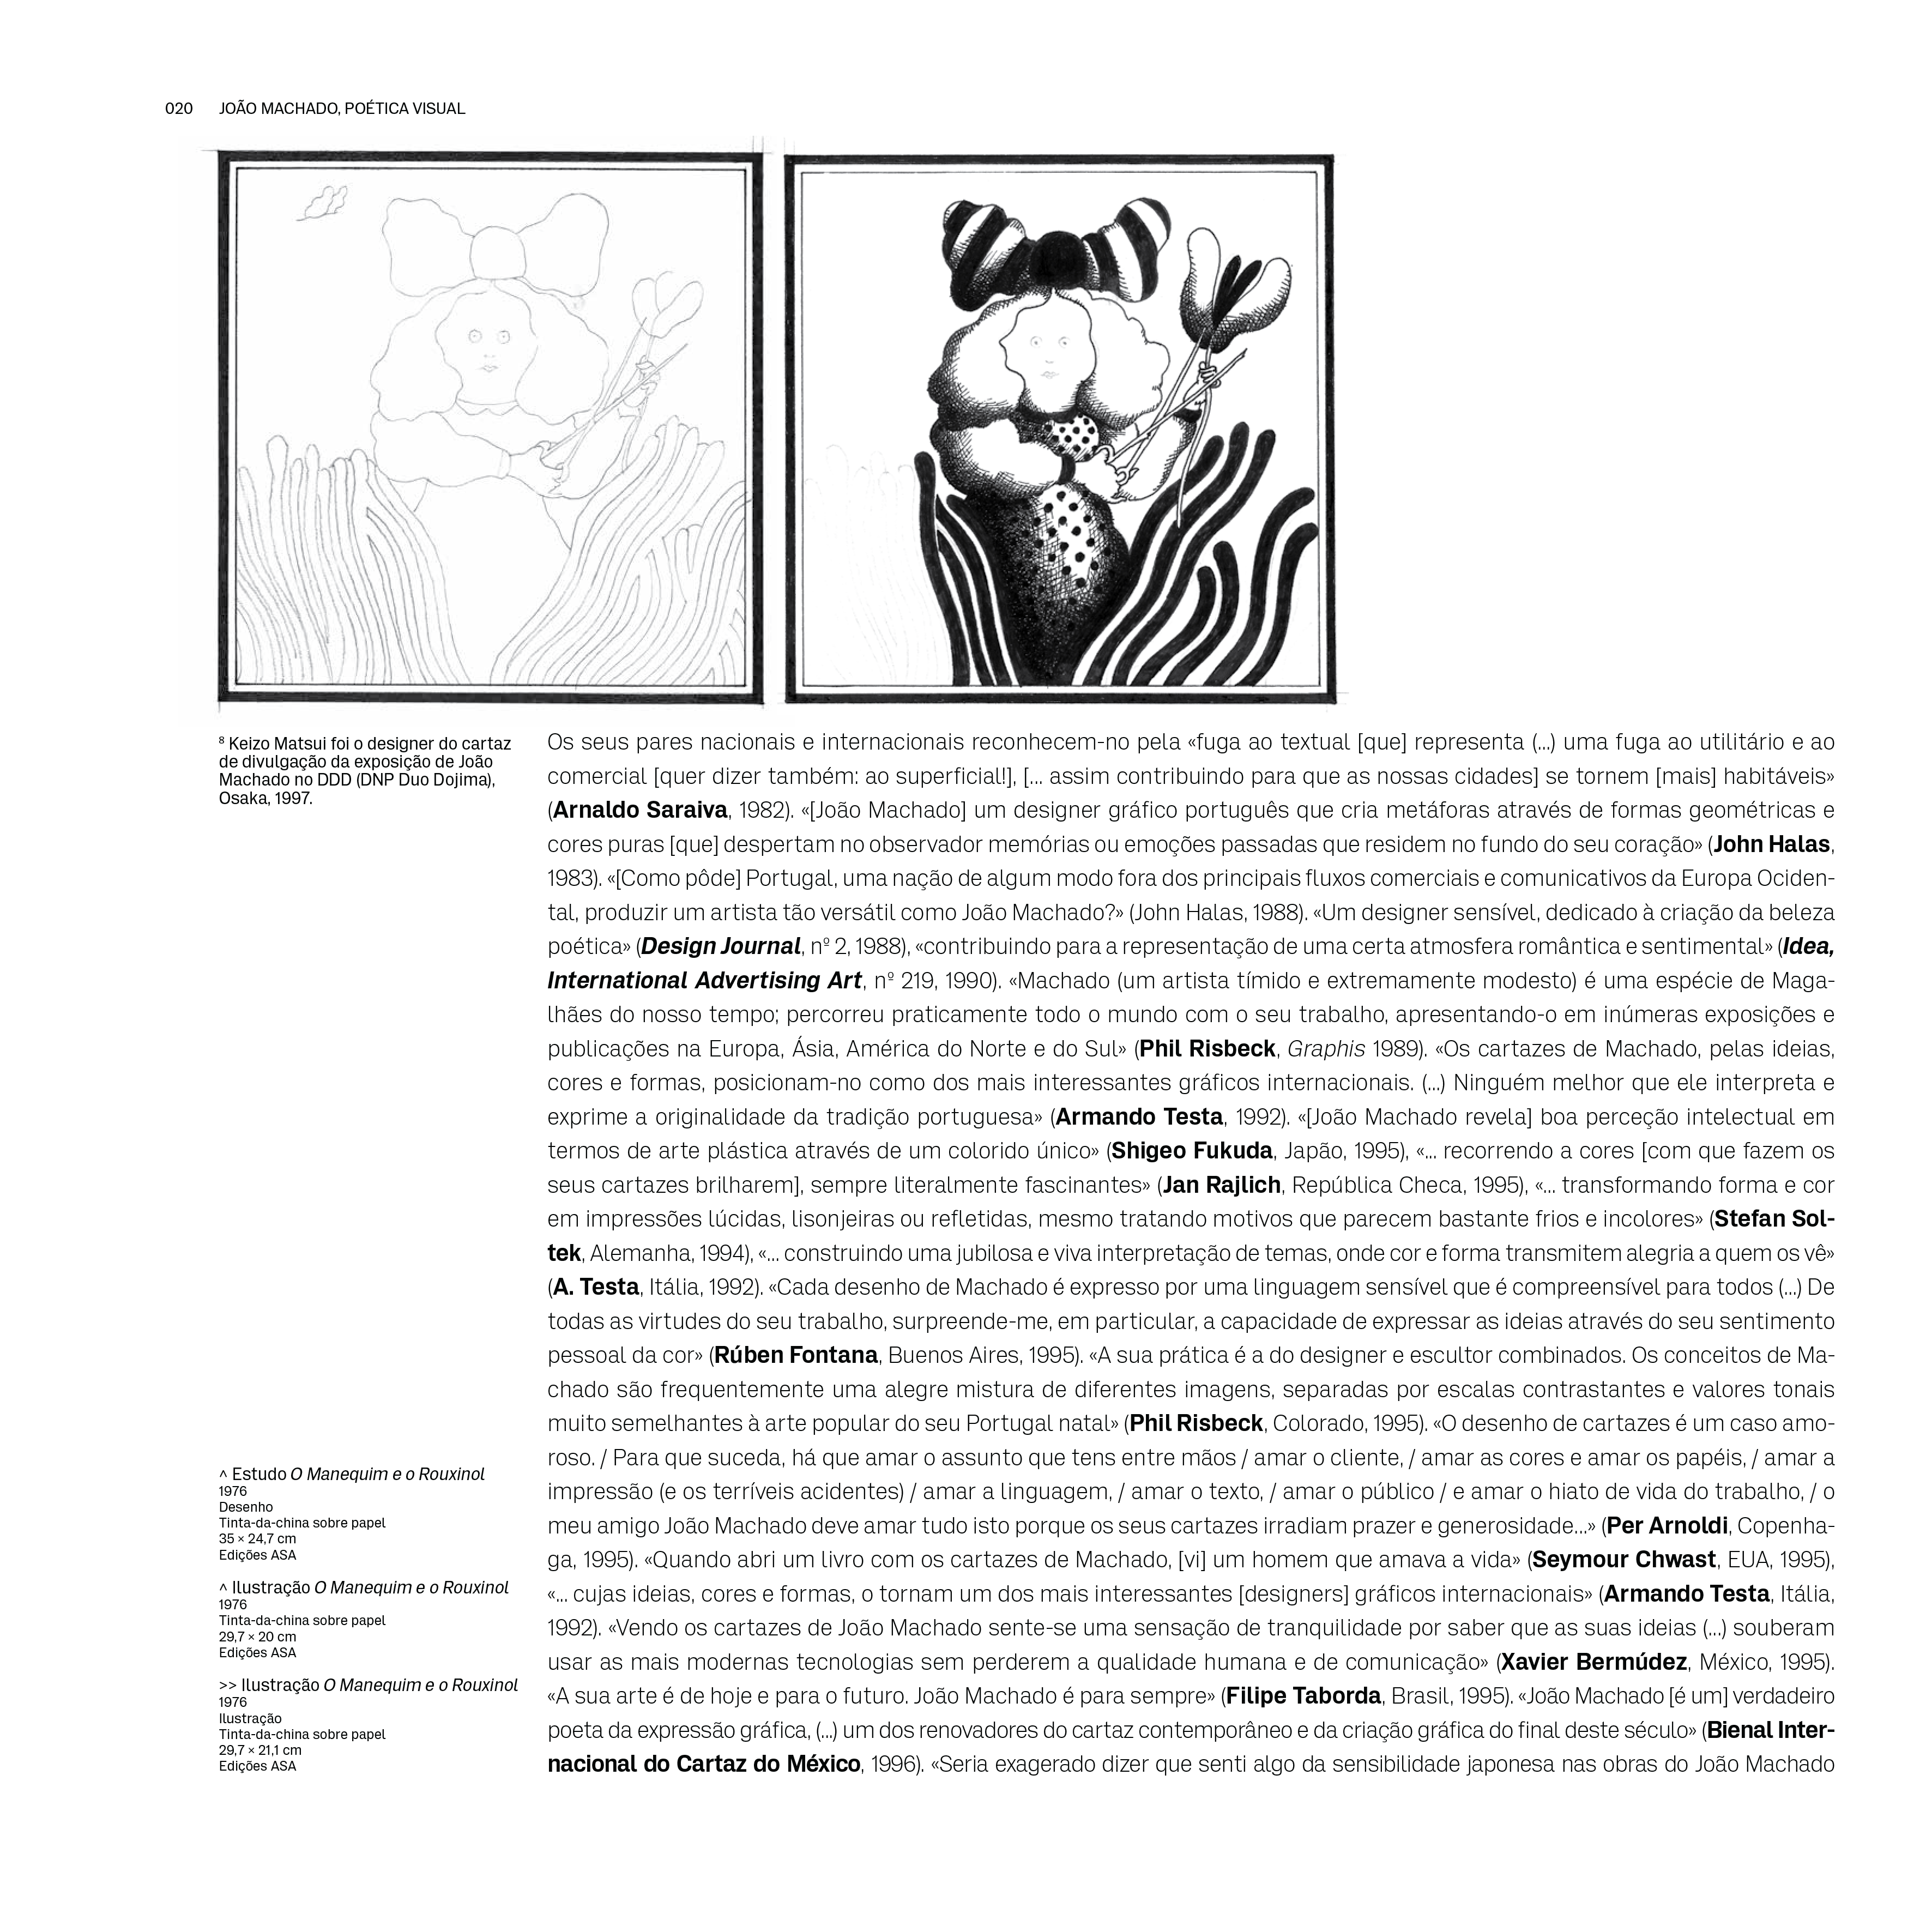 020 JOÃO MACHADO, POÉTICA VISUAL
⁸ Keizo Matsui foi o designer do cartaz
de divulgação da exposição de João
Machado no DDD (DNP Duo Dojima),
Osaka, 1997.
Os seus pares nacionais e internacionais reconhecem-no pela «fuga ao textual [que] representa (...) uma fuga ao utilitário e ao
comercial [quer dizer também: ao superficial!], [... assim contribuindo para que as nossas cidades] se tornem [mais] habitáveis»
(Arnaldo Saraiva, 1982). «[João Machado] um designer gráfico português que cria metáforas através de formas geométricas e
cores puras [que] despertam no observador memórias ou emoções passadas que residem no fundo do seu coração» (John Halas,
1983). «[Como pôde] Portugal, uma nação de algum modo fora dos principais fluxos comerciais e comunicativos da Europa Ociden-
tal, produzir um artista tão versátil como João Machado?» (John Halas, 1988). «Um designer sensível, dedicado à criação da beleza
poética» (Design Journal, nº 2, 1988), «contribuindo para a representação de uma certa atmosfera romântica e sentimental» (Idea,
International Advertising Art, nº 219, 1990). «Machado (um artista tímido e extremamente modesto) é uma espécie de Maga-
lhães do nosso tempo; percorreu praticamente todo o mundo com o seu trabalho, apresentando-o em inúmeras exposições e
publicações na Europa, Ásia, América do Norte e do Sul» (Phil Risbeck, Graphis 1989). «Os cartazes de Machado, pelas ideias,
cores e formas, posicionam-no como dos mais interessantes gráficos internacionais. (...) Ninguém melhor que ele interpreta e
exprime a originalidade da tradição portuguesa» (Armando Testa, 1992). «[João Machado revela] boa perceção intelectual em
termos de arte plástica através de um colorido único» (Shigeo Fukuda, Japão, 1995), «... recorrendo a cores [com que fazem os
seus cartazes brilharem], sempre literalmente fascinantes» (Jan Rajlich, República Checa, 1995), «... transformando forma e cor
em impressões lúcidas, lisonjeiras ou refletidas, mesmo tratando motivos que parecem bastante frios e incolores» (Stefan Sol-
tek, Alemanha, 1994), «... construindo uma jubilosa e viva interpretação de temas, onde cor e forma transmitem alegria a quem os vê»
(A. Testa, Itália, 1992). «Cada desenho de Machado é expresso por uma linguagem sensível que é compreensível para todos (...) De
todas as virtudes do seu trabalho, surpreende-me, em particular, a capacidade de expressar as ideias através do seu sentimento
pessoal da cor» (Rúben Fontana, Buenos Aires, 1995). «A sua prática é a do designer e escultor combinados. Os conceitos de Ma-
chado são frequentemente uma alegre mistura de diferentes imagens, separadas por escalas contrastantes e valores tonais
muito semelhantes à arte popular do seu Portugal natal» (Phil Risbeck, Colorado, 1995). «O desenho de cartazes é um caso amo-
roso. / Para que suceda, há que amar o assunto que tens entre mãos / amar o cliente, / amar as cores e amar os papéis, / amar a
impressão (e os terríveis acidentes) / amar a linguagem, / amar o texto, / amar o público / e amar o hiato de vida do trabalho, / o
meu amigo João Machado deve amar tudo isto porque os seus cartazes irradiam prazer e generosidade...» (Per Arnoldi, Copenha-
ga, 1995). «Quando abri um livro com os cartazes de Machado, [vi] um homem que amava a vida» (Seymour Chwast, EUA, 1995),
«... cujas ideias, cores e formas, o tornam um dos mais interessantes [designers] gráficos internacionais» (Armando Testa, Itália,
1992). «Vendo os cartazes de João Machado sente-se uma sensação de tranquilidade por saber que as suas ideias (...) souberam
usar as mais modernas tecnologias sem perderem a qualidade humana e de comunicação» (Xavier Bermúdez, México, 1995).
«A sua arte é de hoje e para o futuro. João Machado é para sempre» (Filipe Taborda, Brasil, 1995). «João Machado [é um] verdadeiro
poeta da expressão gráfica, (...) um dos renovadores do cartaz contemporâneo e da criação gráfica do final deste século» (Bienal Inter-
nacional do Cartaz do México, 1996). «Seria exagerado dizer que senti algo da sensibilidade japonesa nas obras do João Machado
^ Estudo O Manequim e o Rouxinol
1976
Desenho
Tinta-da-china sobre papel
35 × 24,7 cm
Edições ASA
^ Ilustração O Manequim e o Rouxinol
1976
Tinta-da-china sobre papel
29,7 × 20 cm
Edições ASA
>> Ilustração O Manequim e o Rouxinol
1976
Ilustração
Tinta-da-china sobre papel
29,7 × 21,1 cm
Edições ASA